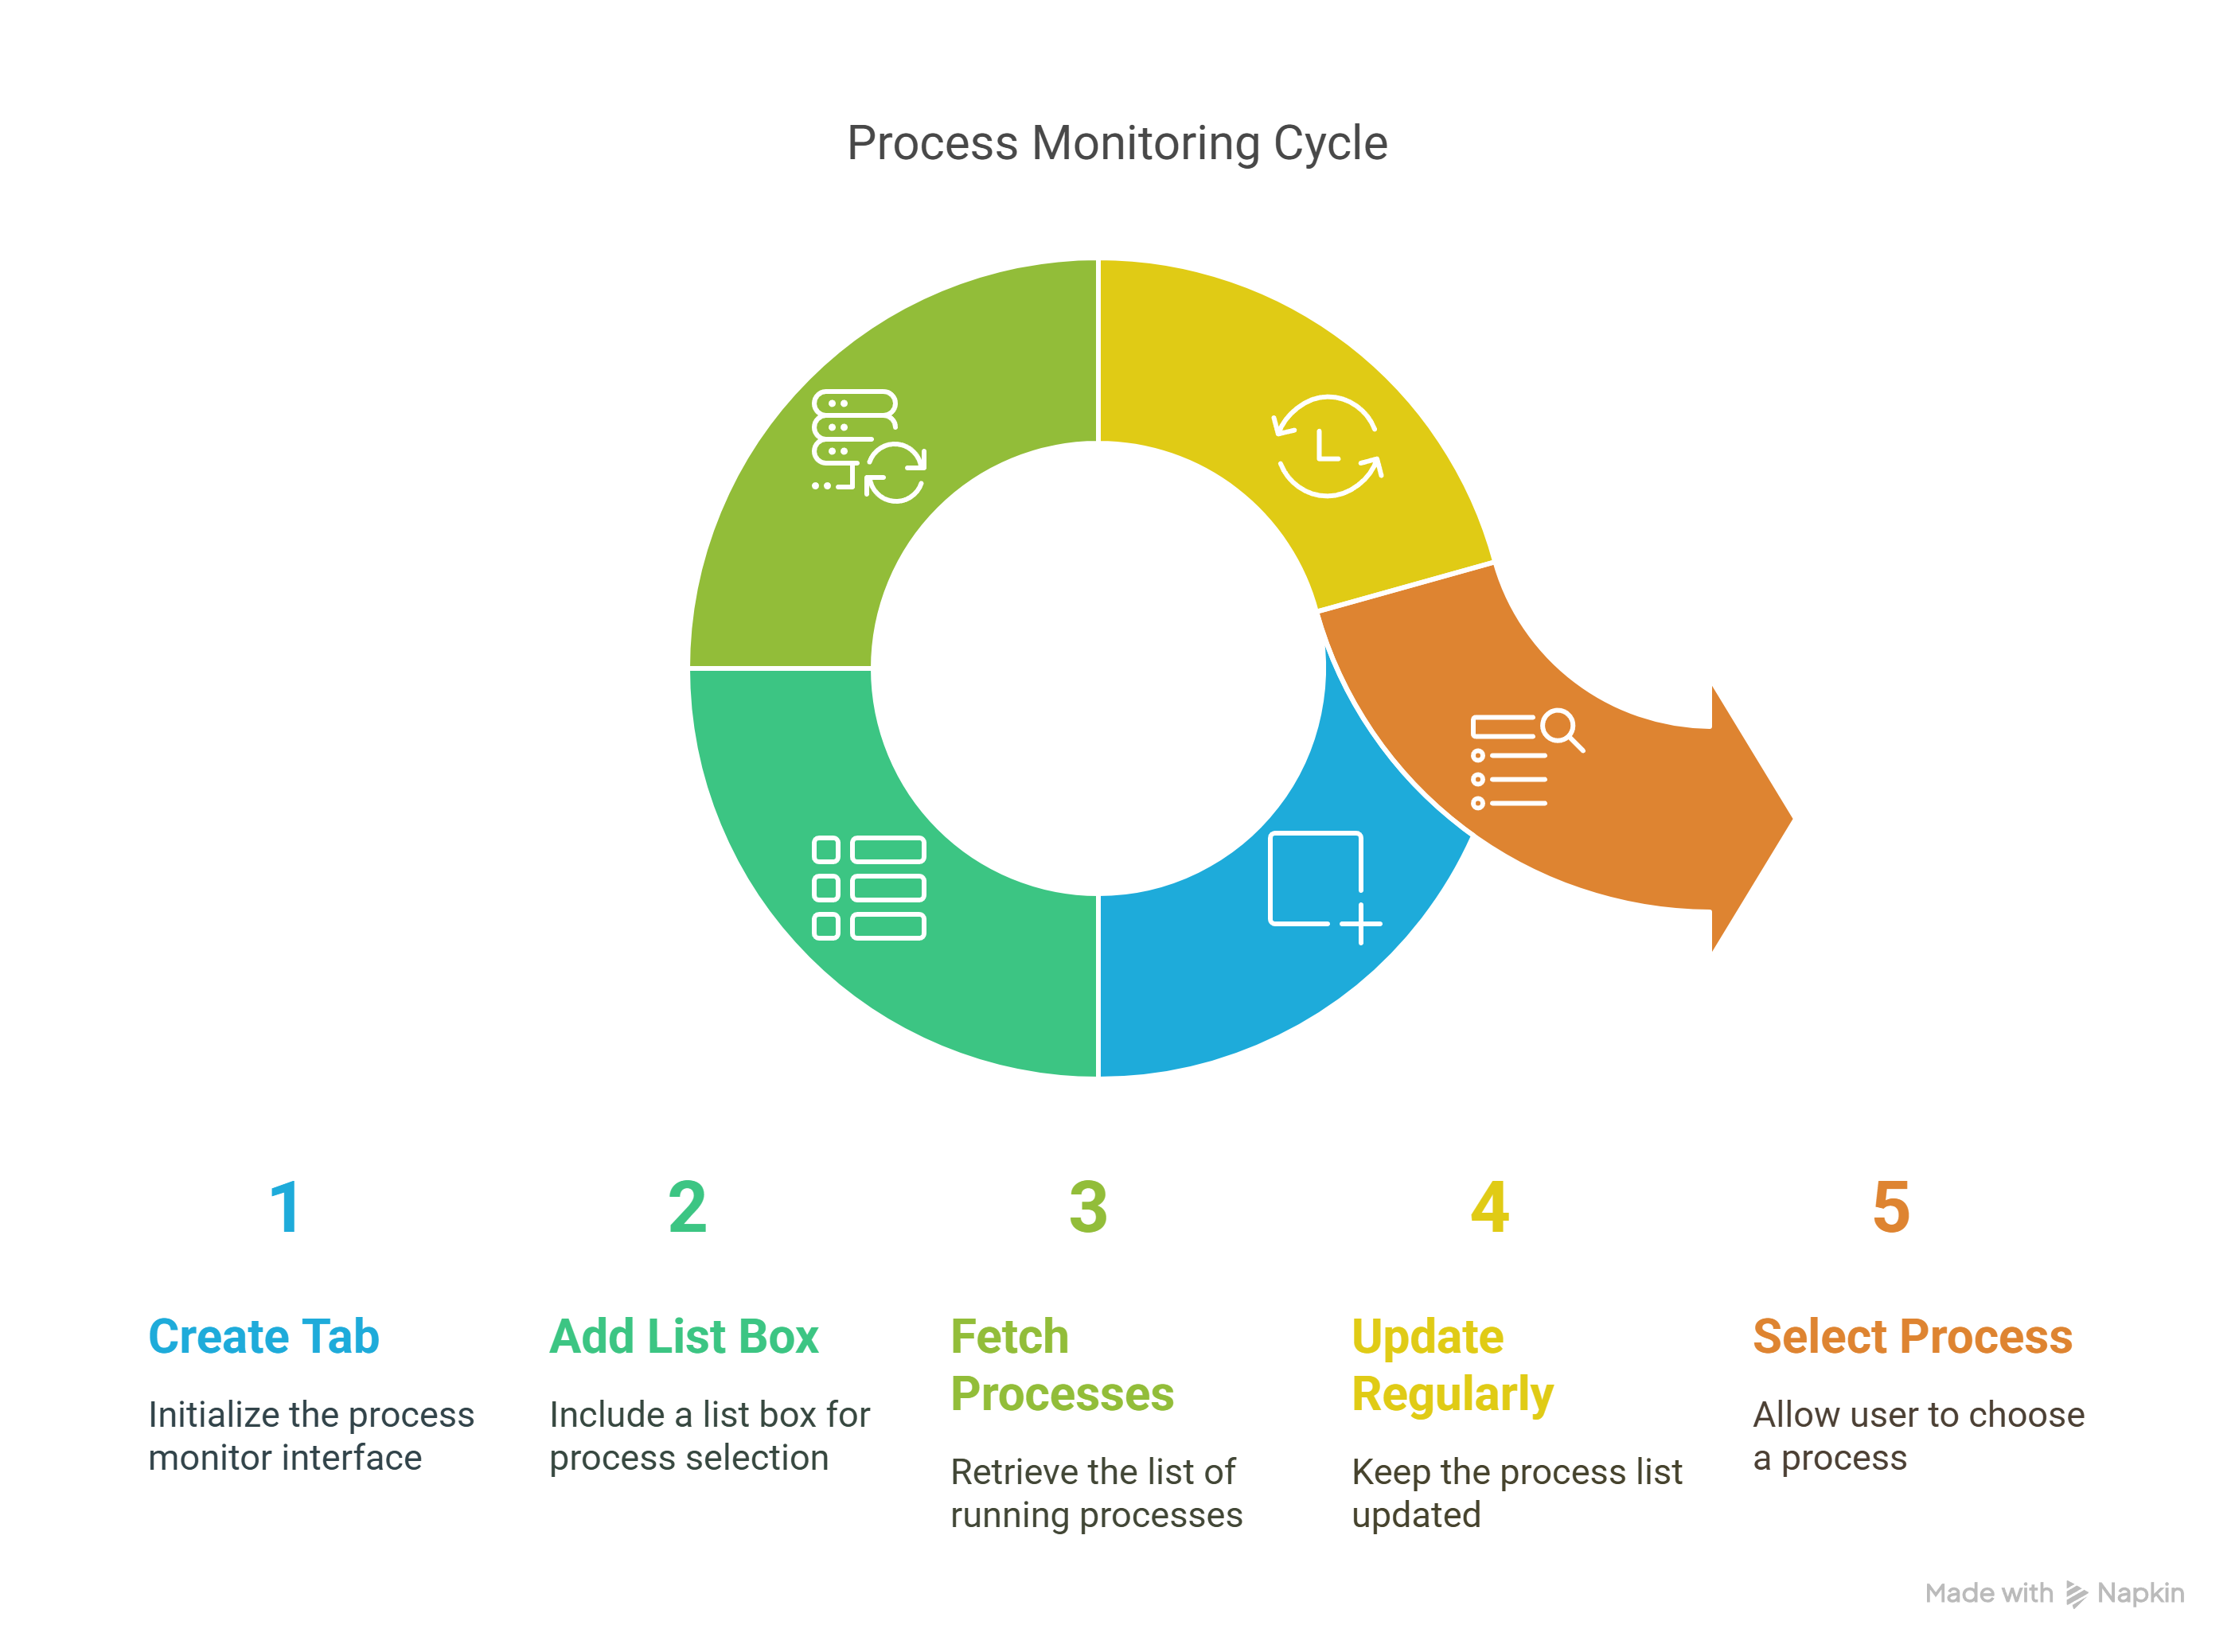 Process Monitoring Cycle
1
Create Tab
Initialize the process
monitor interface
2
Add List Box
Include a list box for
process selection
3
Fetch
Processes
Retrieve the list of
running processes
4
Update
Regularly
Keep the process list
updated
5
Select Process
Allow user to choose
a process
Made with Napkin